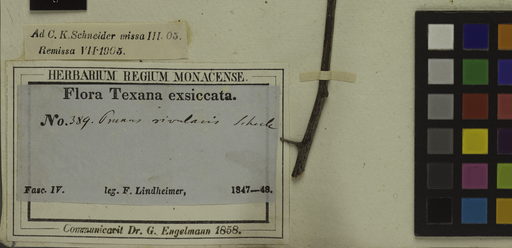 Ad C. K. Schneider missa III. 05.
Remissa VII 1905.
HERBARIUM REGIUM MONACENSE.
Flora Texana exsiccata.
No. 389. Prunus rivularis Scheele
Fasc. IV. leg. F. Lindheimer, 1847—48.
Communicavit Dr. G. Engelmann 1858.